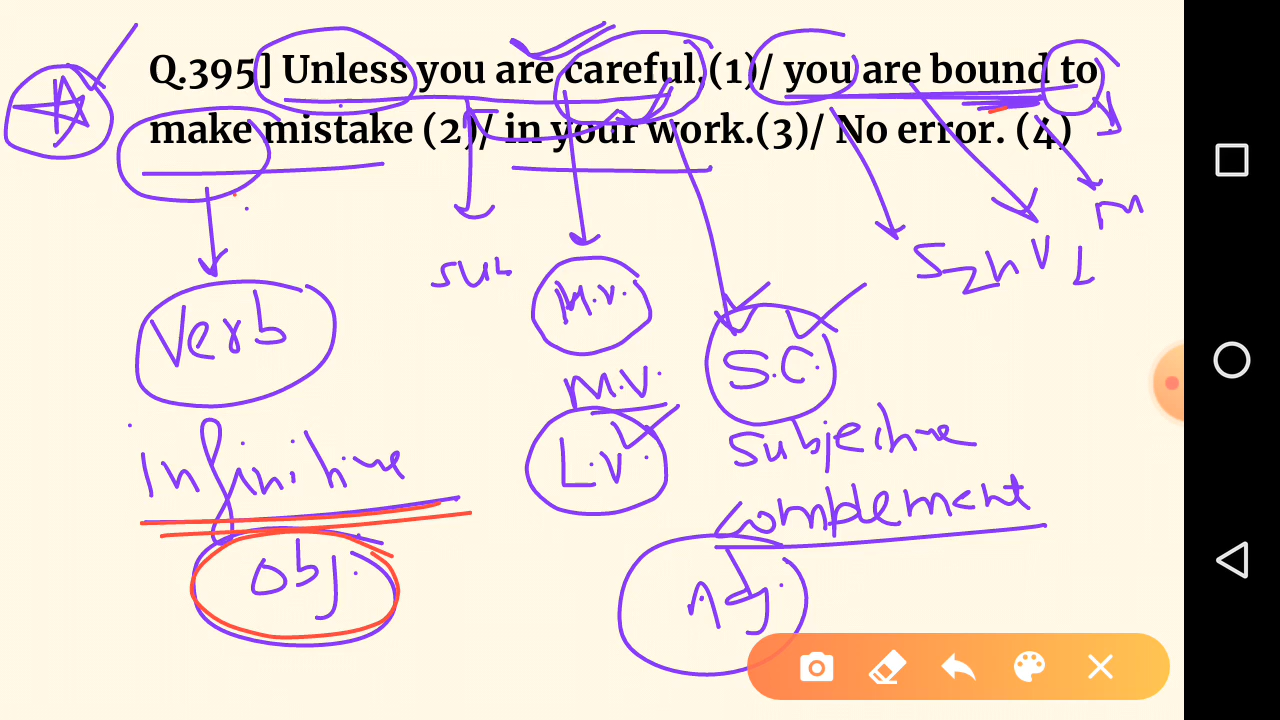 Q.395] Unless you are careful.(1)/ you are bound to
make mistake (2)/ in your work.(3)/ No error. (4)
Verb
Infinitive
Obj.
sub
M.V.
M.V.
L.V.
S.C.
Subjective
complement
Adj.